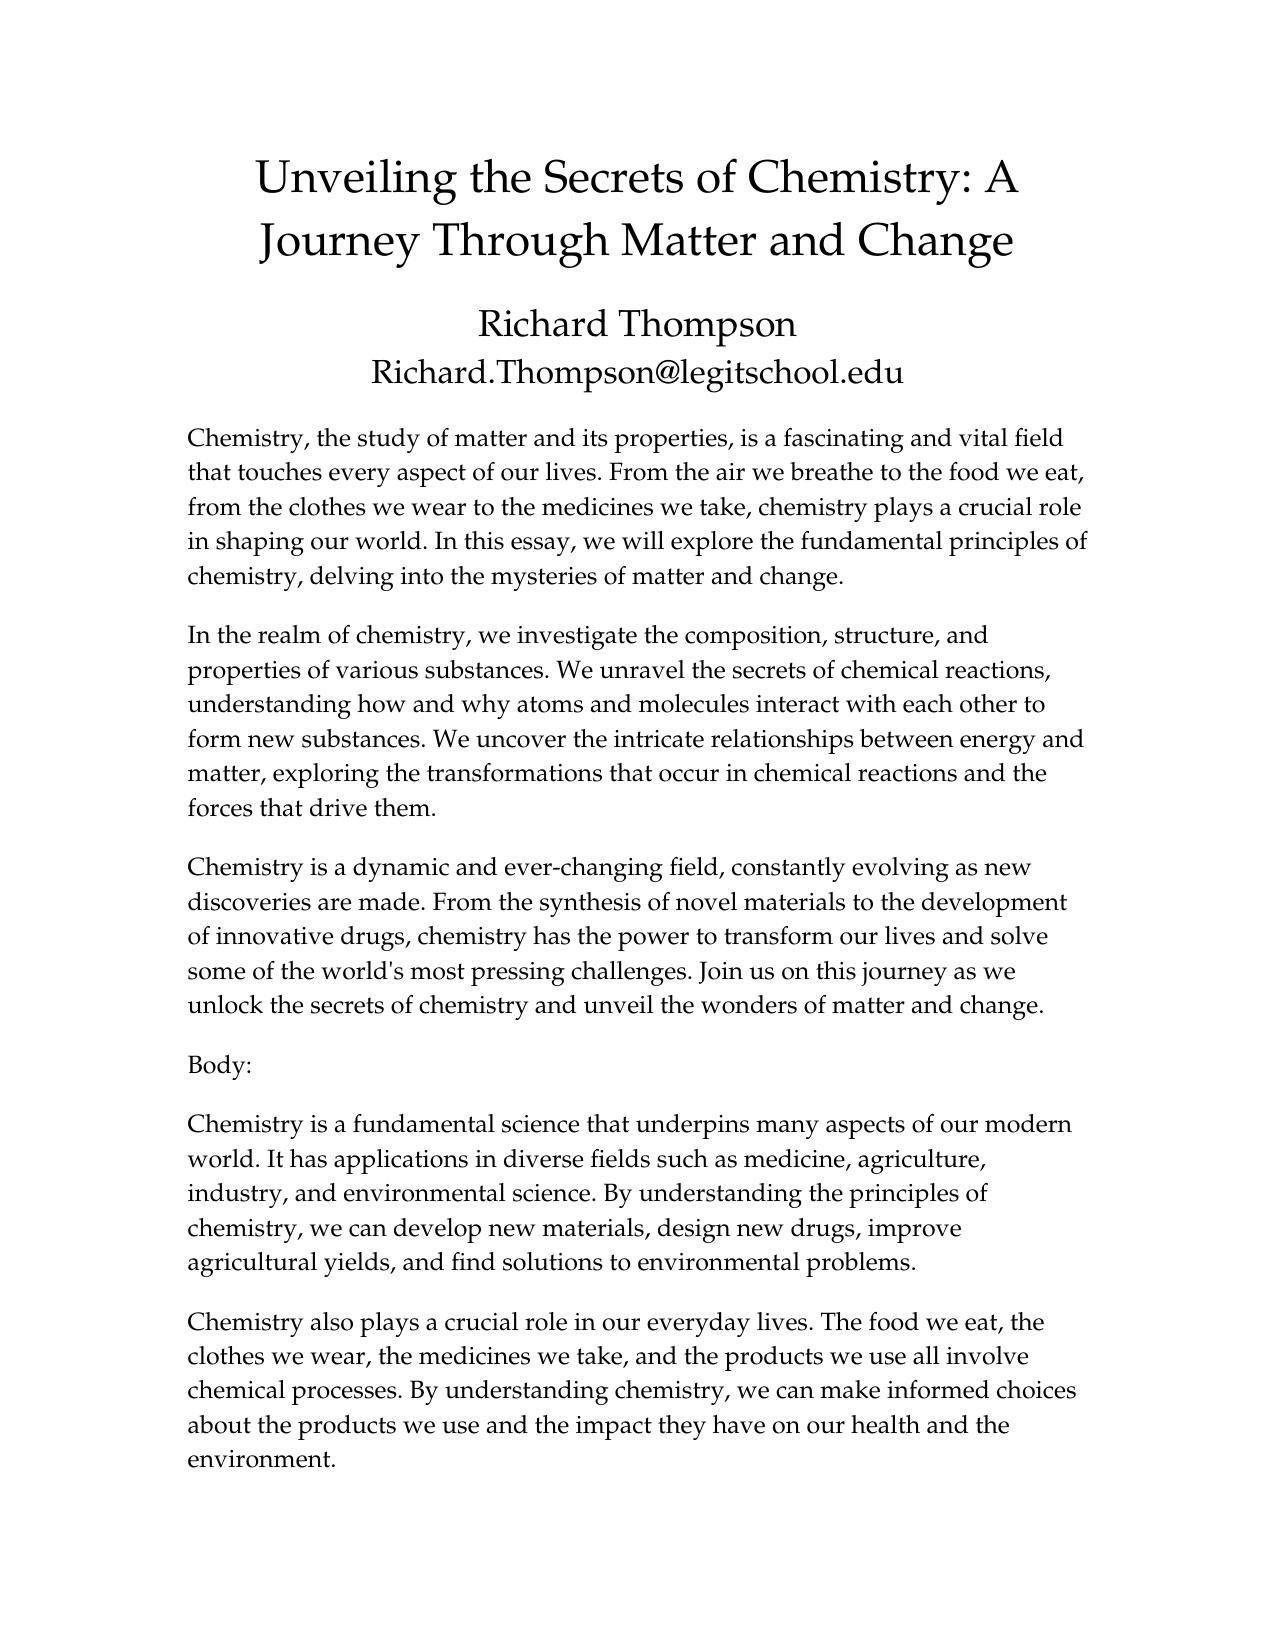 Unveiling the Secrets of Chemistry: A
Journey Through Matter and Change
Richard Thompson
Richard.Thompson@legitschool.edu
Chemistry, the study of matter and its properties, is a fascinating and vital field
that touches every aspect of our lives. From the air we breathe to the food we eat,
from the clothes we wear to the medicines we take, chemistry plays a crucial role
in shaping our world. In this essay, we will explore the fundamental principles of
chemistry, delving into the mysteries of matter and change.
In the realm of chemistry, we investigate the composition, structure, and
properties of various substances. We unravel the secrets of chemical reactions,
understanding how and why atoms and molecules interact with each other to
form new substances. We uncover the intricate relationships between energy and
matter, exploring the transformations that occur in chemical reactions and the
forces that drive them.
Chemistry is a dynamic and ever-changing field, constantly evolving as new
discoveries are made. From the synthesis of novel materials to the development
of innovative drugs, chemistry has the power to transform our lives and solve
some of the world's most pressing challenges. Join us on this journey as we
unlock the secrets of chemistry and unveil the wonders of matter and change.
Body:
Chemistry is a fundamental science that underpins many aspects of our modern
world. It has applications in diverse fields such as medicine, agriculture,
industry, and environmental science. By understanding the principles of
chemistry, we can develop new materials, design new drugs, improve
agricultural yields, and find solutions to environmental problems.
Chemistry also plays a crucial role in our everyday lives. The food we eat, the
clothes we wear, the medicines we take, and the products we use all involve
chemical processes. By understanding chemistry, we can make informed choices
about the products we use and the impact they have on our health and the
environment.